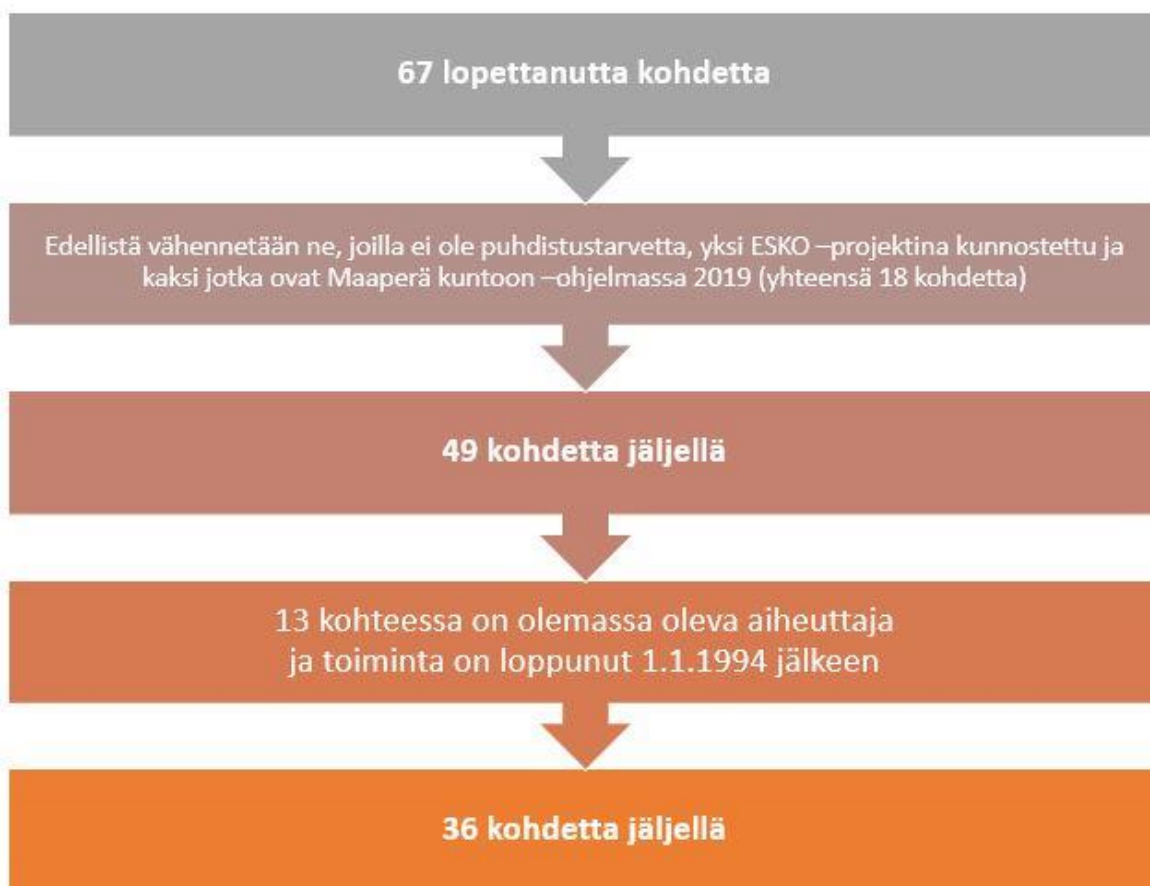 67 lopettanutta kohdetta
Edellistä vähennetään ne, joilla ei ole puhdistustarvetta, yksi ESKO –projektina kunnostettu ja
kaksi jotka ovat Maaperä kuntoon –ohjelmassa 2019 (yhteensä 18 kohdetta)
49 kohdetta jäljellä
13 kohteessa on olemassa oleva aiheuttaja
ja toiminta on loppunut 1.1.1994 jälkeen
36 kohdetta jäljellä